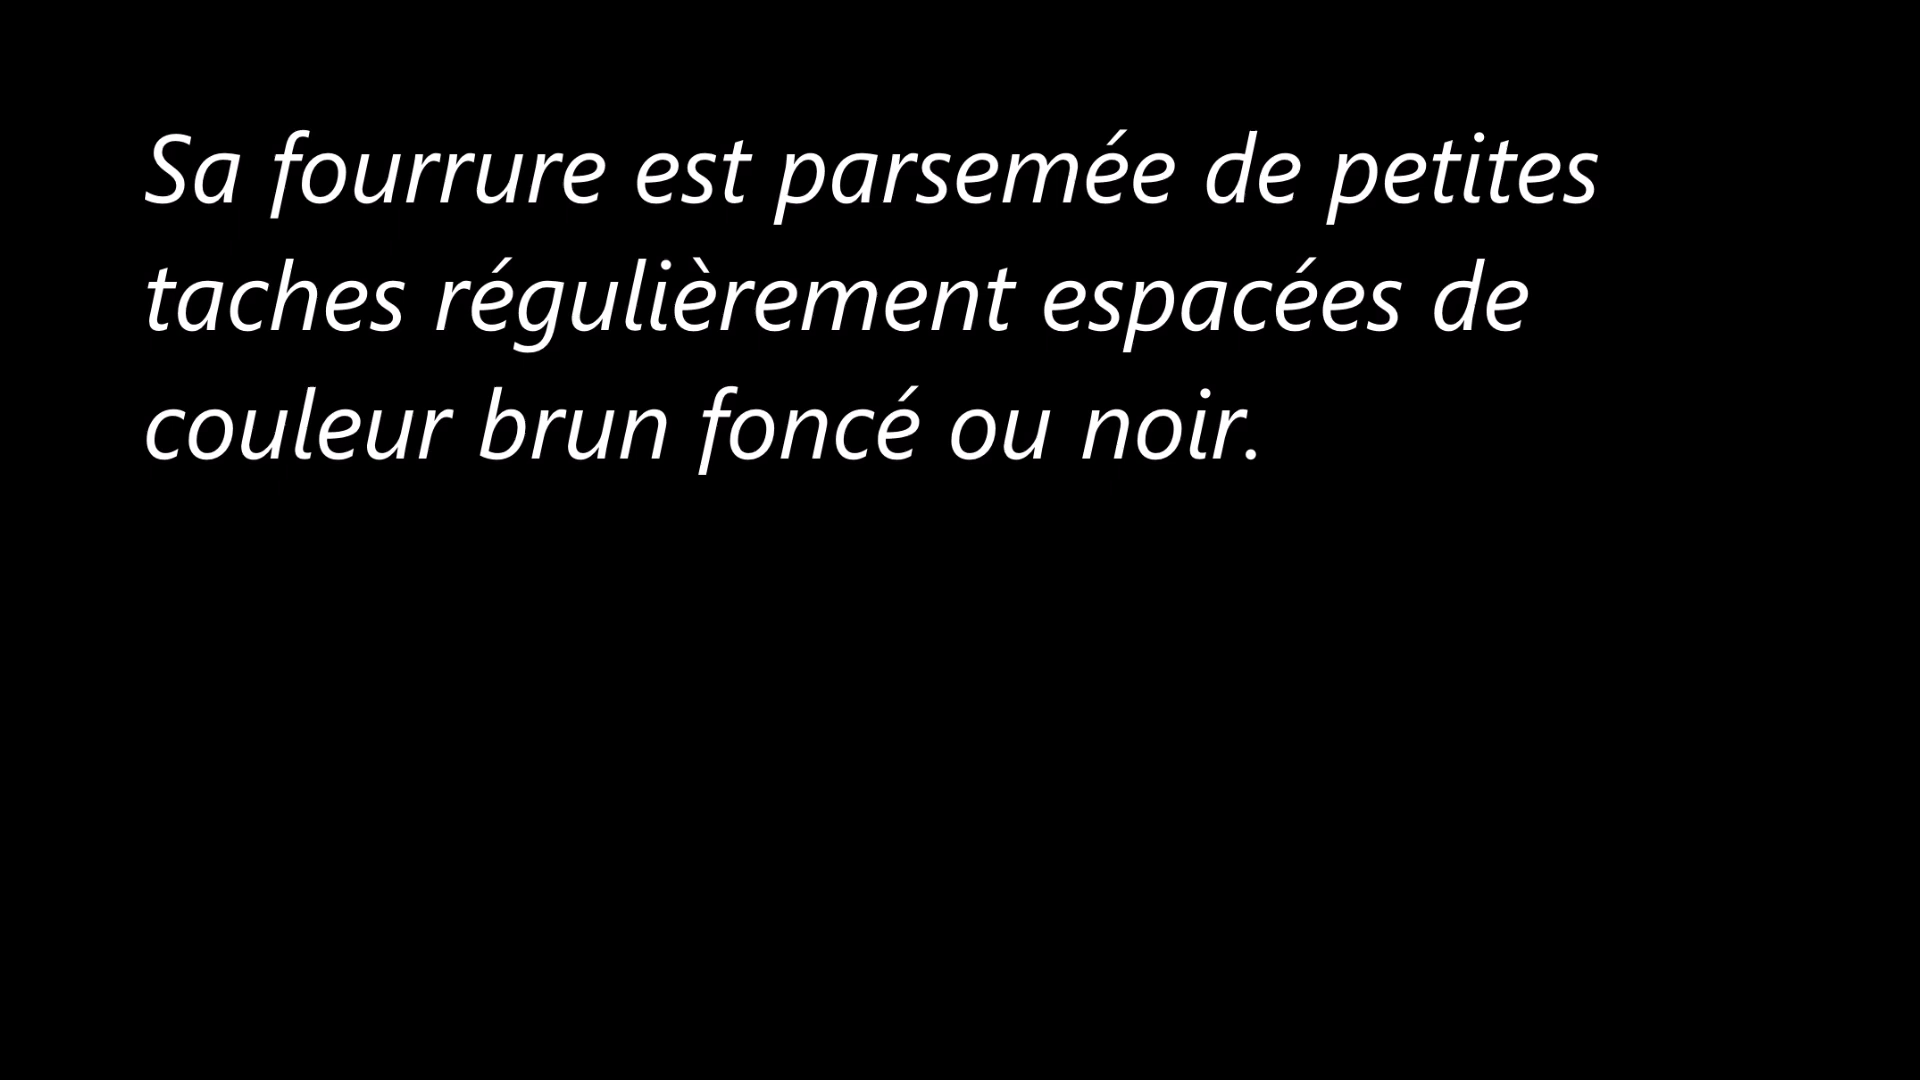 Sa fourrure est parsemée de petites
taches régulièrement espacées de
couleur brun foncé ou noir.